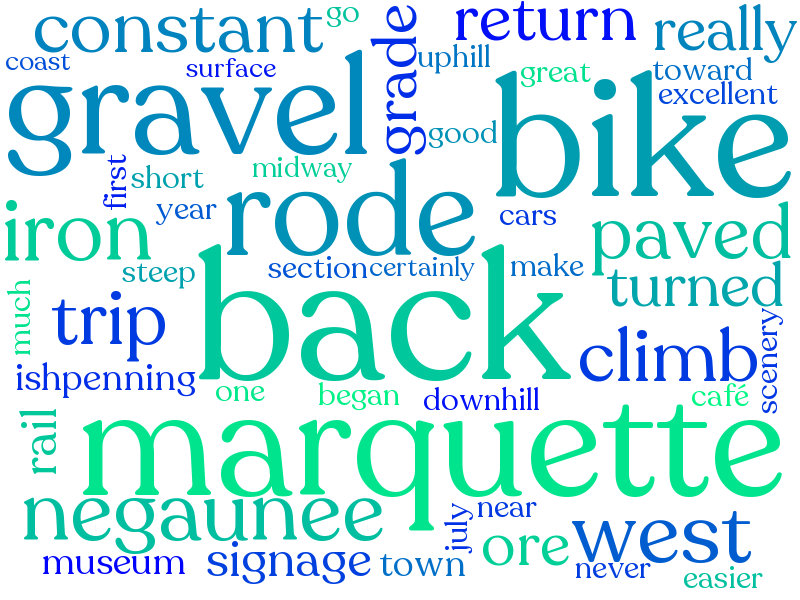 constant
go
return
really
coast
surface
grade
uphill
great
toward
excellent
gravel
bike
good
first
short
midway
year
rode
cars
iron
paved
steep
section
certainly
make
turned
much
trip
back
climb
scenery
ishpenning
one
began
downhill
café
rail
marquette
negaunee
july
near
west
museum
signage
town
ore
never
easier